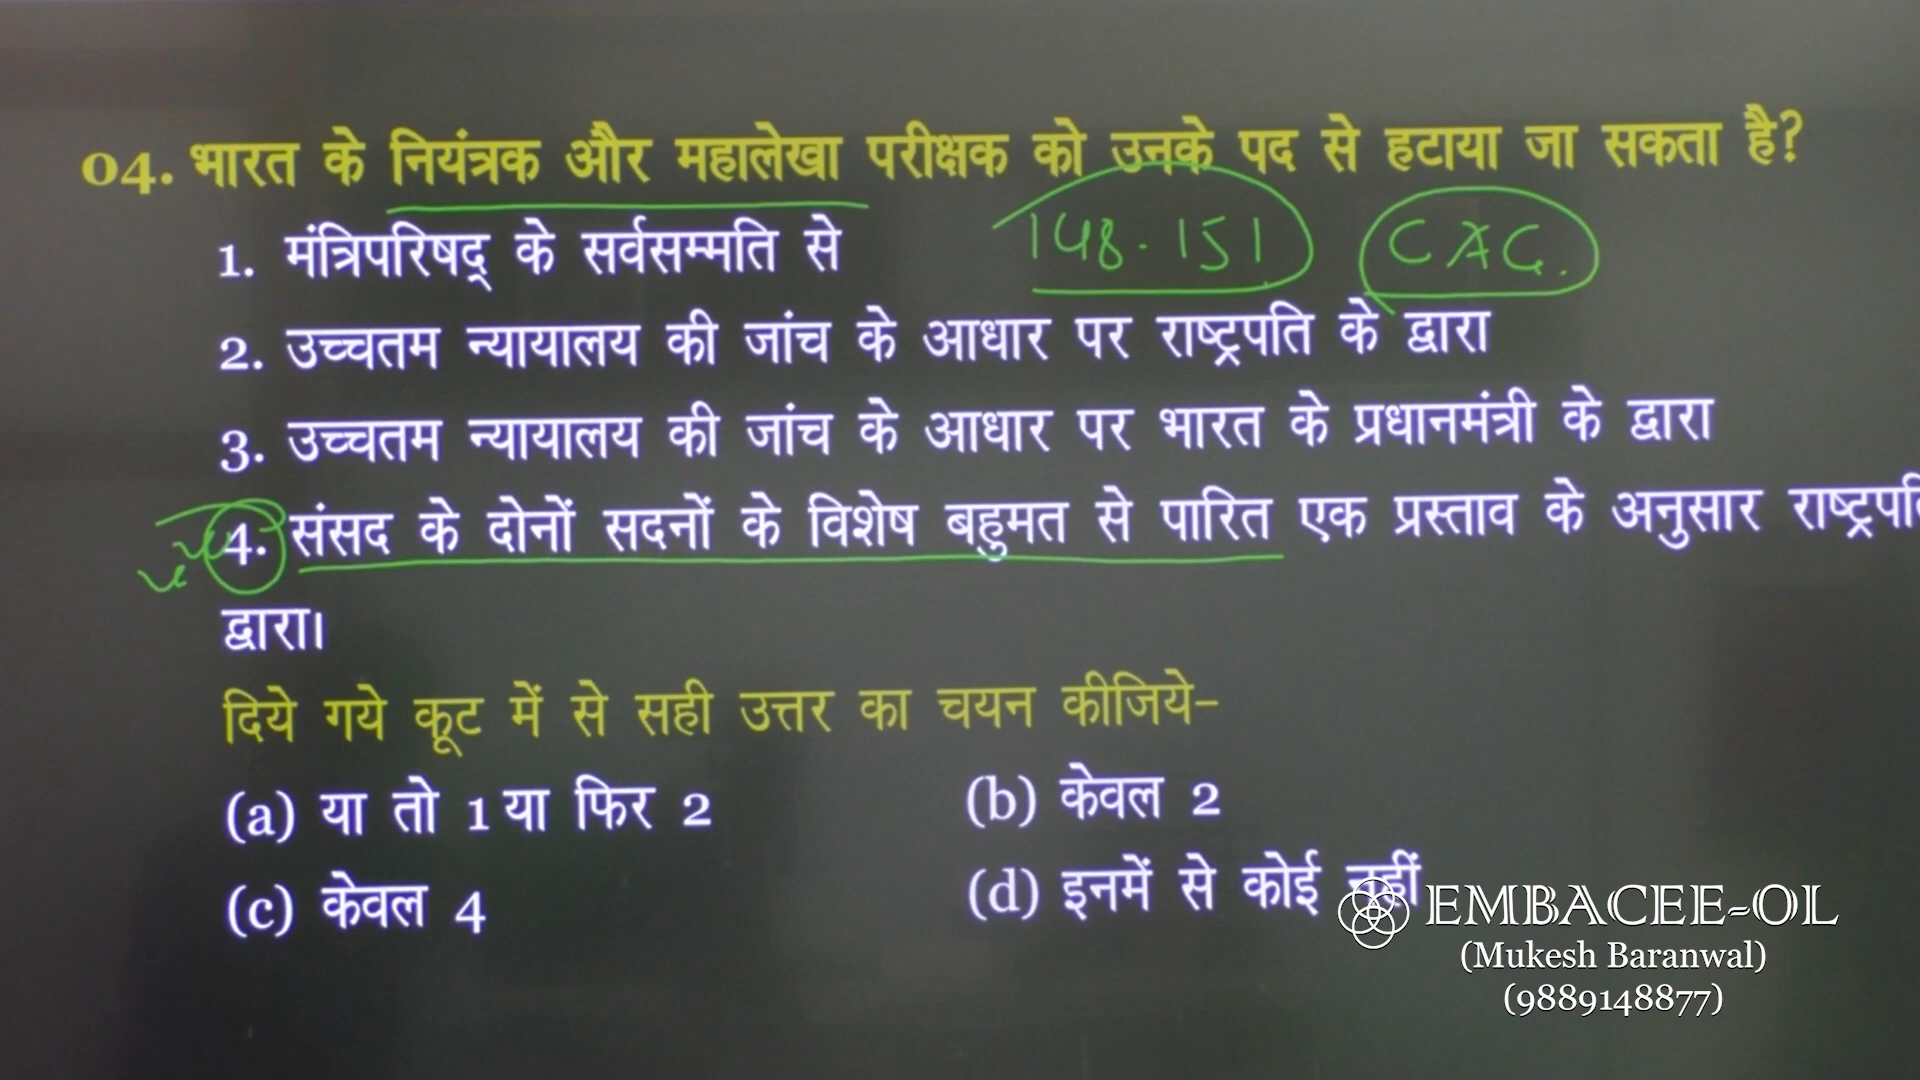 04. भारत के नियंत्रक और महालेखा परीक्षक को उनके पद से हटाया जा सकता है?
1. मंत्रिपरिषद् के सर्वसम्मति से
148-151
CAG.
2. उच्चतम न्यायालय की जांच के आधार पर राष्ट्रपति के द्वारा
3. उच्चतम न्यायालय की जांच के आधार पर भारत के प्रधानमंत्री के द्वारा
4. संसद के दोनों सदनों के विशेष बहुमत से पारित एक प्रस्ताव के अनुसार राष्ट्रपति
द्वारा।
दिये गये कूट में से सही उत्तर का चयन कीजिये-
(a) या तो 1 या फिर 2
(b) केवल 2
(c) केवल 4
(d) इनमें से कोई नहीं
EMBACEE-OL
(Mukesh Baranwal)
(9889148877)